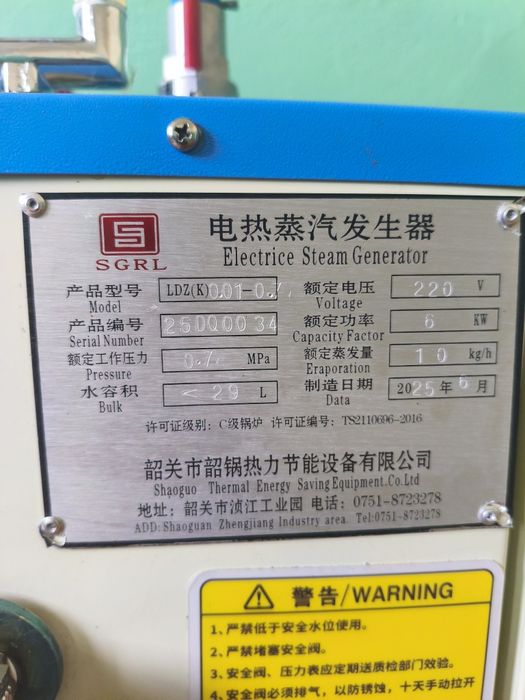 SGRL
电热蒸汽发生器
Electrice Steam Generator
产品型号 LDZ(K)0.01-0.7 额定电压 220 V
Model Voltage
产品编号 25DQ0034 额定功率 6 KW
Serial Number Capacity Factor
额定工作压力 0.7 MPa 额定蒸发量 10 kg/h
Pressure Eraporation
水容积 <29 L 制造日期 2025年6月
Bulk Data
许可证级别：C级锅炉 许可证编号：TS2110696-2016
韶关市韶锅热力节能设备有限公司
Shaoguo Thermal Energy Saving Equipment.Co.Ltd
地址：韶关市浈江工业园 电话：0751-8723278
ADD:Shaoguan Zhengjiang Industry area. Tel:0751-8723278
警告/WARNING
1、严禁低于安全水位使用。
2、严禁堵塞安全阀。
3、安全阀、压力表应定期送质检部门效验。
4、安全阀必须排气，以防锈蚀，十天手动拉开